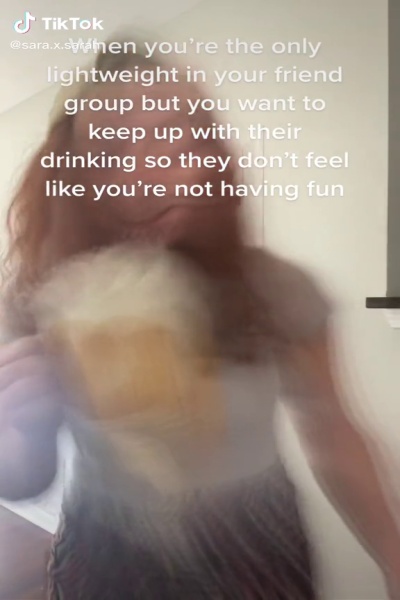 TikTok
When you're the only
lightweight in your friend
group but you want to
keep up with their
drinking so they don't feel
like you're not having fun